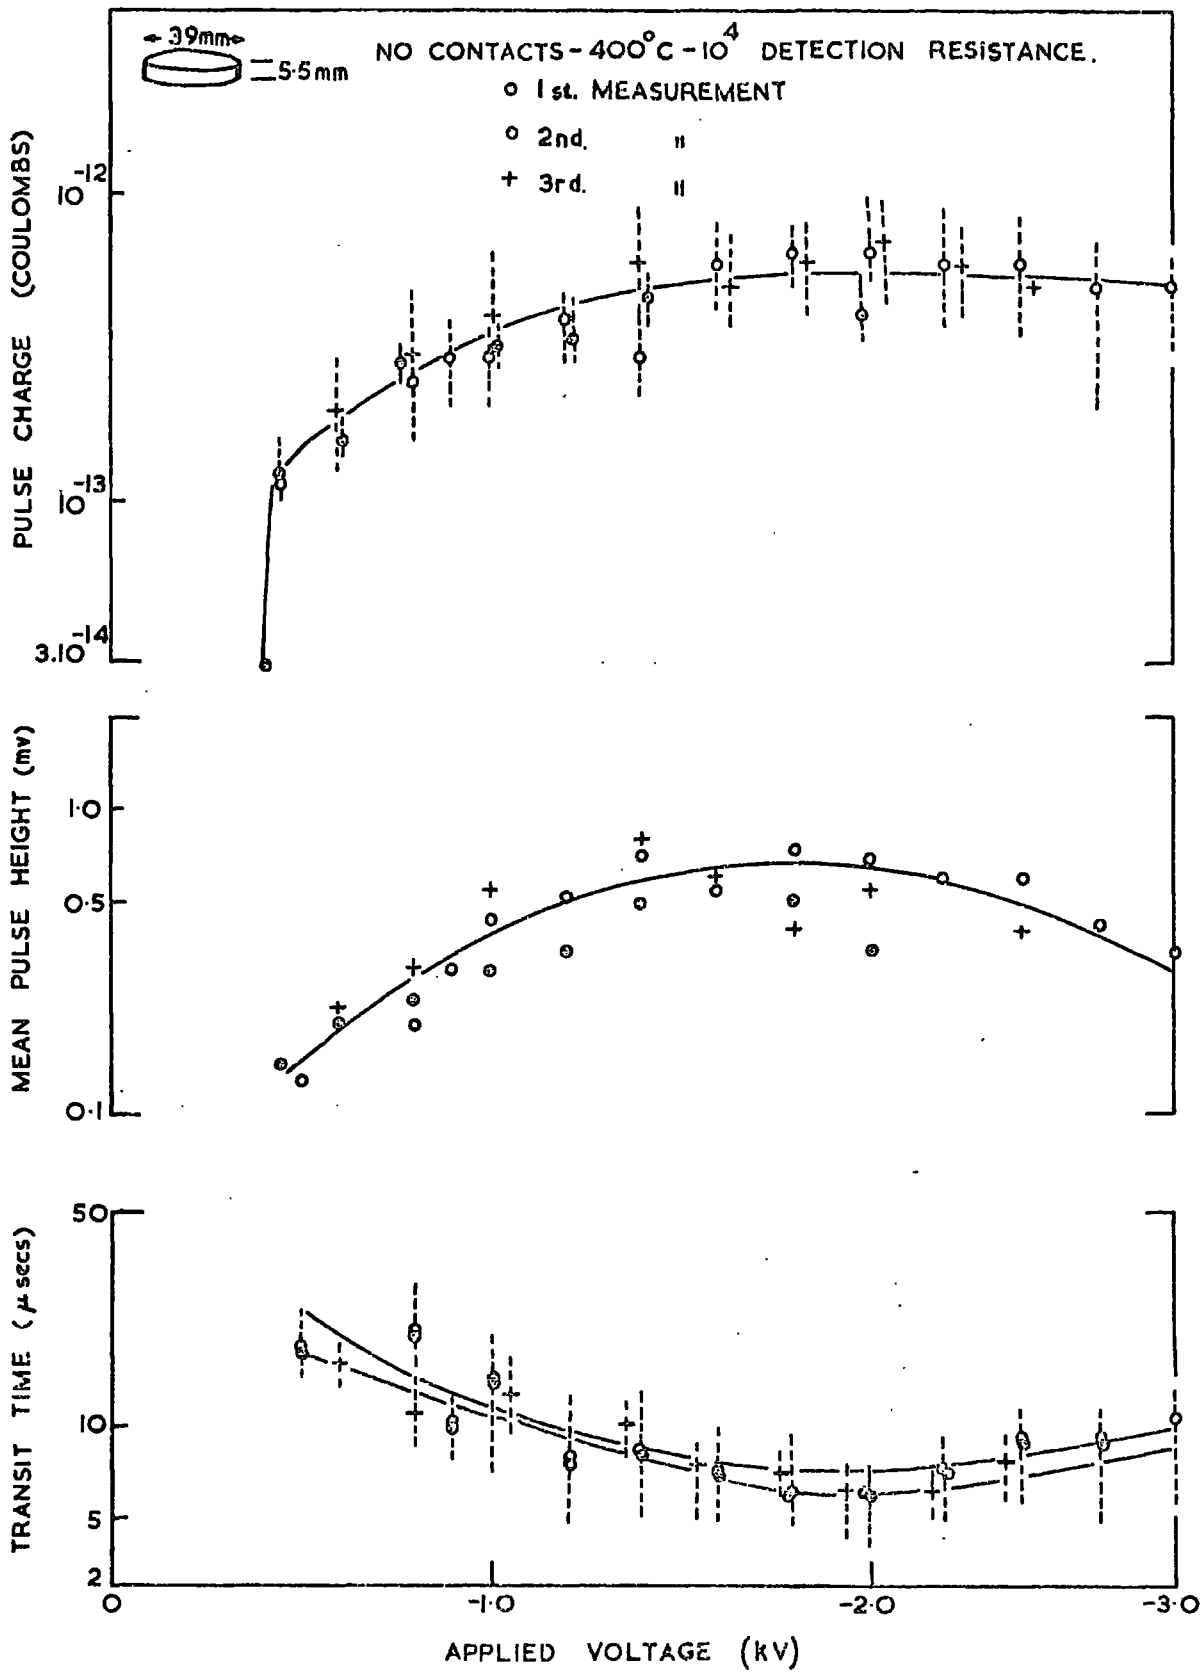 39mm
5.5mm
NO CONTACTS - 400°C - 10⁴ DETECTION RESISTANCE.
o 1st. MEASUREMENT
o 2nd. "
+ 3rd. "
PULSE CHARGE (COULOMBS)
10⁻¹²
10⁻¹³
3.10⁻¹⁴
MEAN PULSE HEIGHT (mv)
1.0
0.5
0.1
TRANSIT TIME (μsecs)
50
10
5
2
0 -1.0 -2.0 -3.0
APPLIED VOLTAGE (kV)